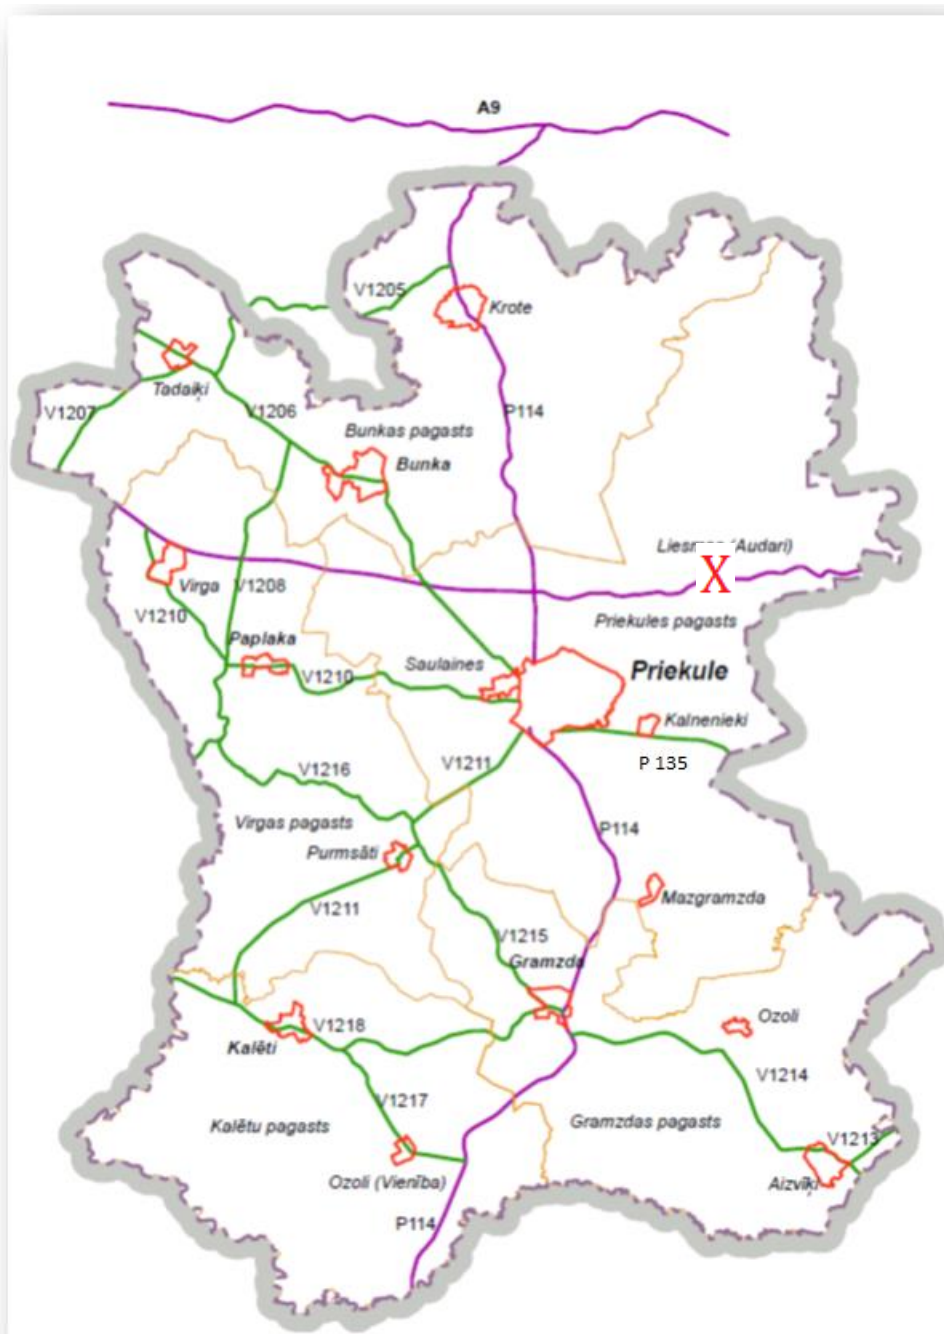 A9
V1205
Krote
Tadaiķi
V1207
V1206
P114
Bunkas pagasts
Bunka
(Audari)
X
Virga
V1208
V1210
Priekules pagasts
Paplaka
V1210
Saulaines
Priekule
Kalnenieki
P 135
V1216
V1211
Virgas pagasts
P114
Purmsāti
Mazgramzda
V1211
V1215
Gramzda
Ozoli
Kalēti
V1218
V1214
V1217
Kalētu pagasts
Gramzdas pagasts
V1213
Ozoli (Vienība)
Aizvīķi
P114